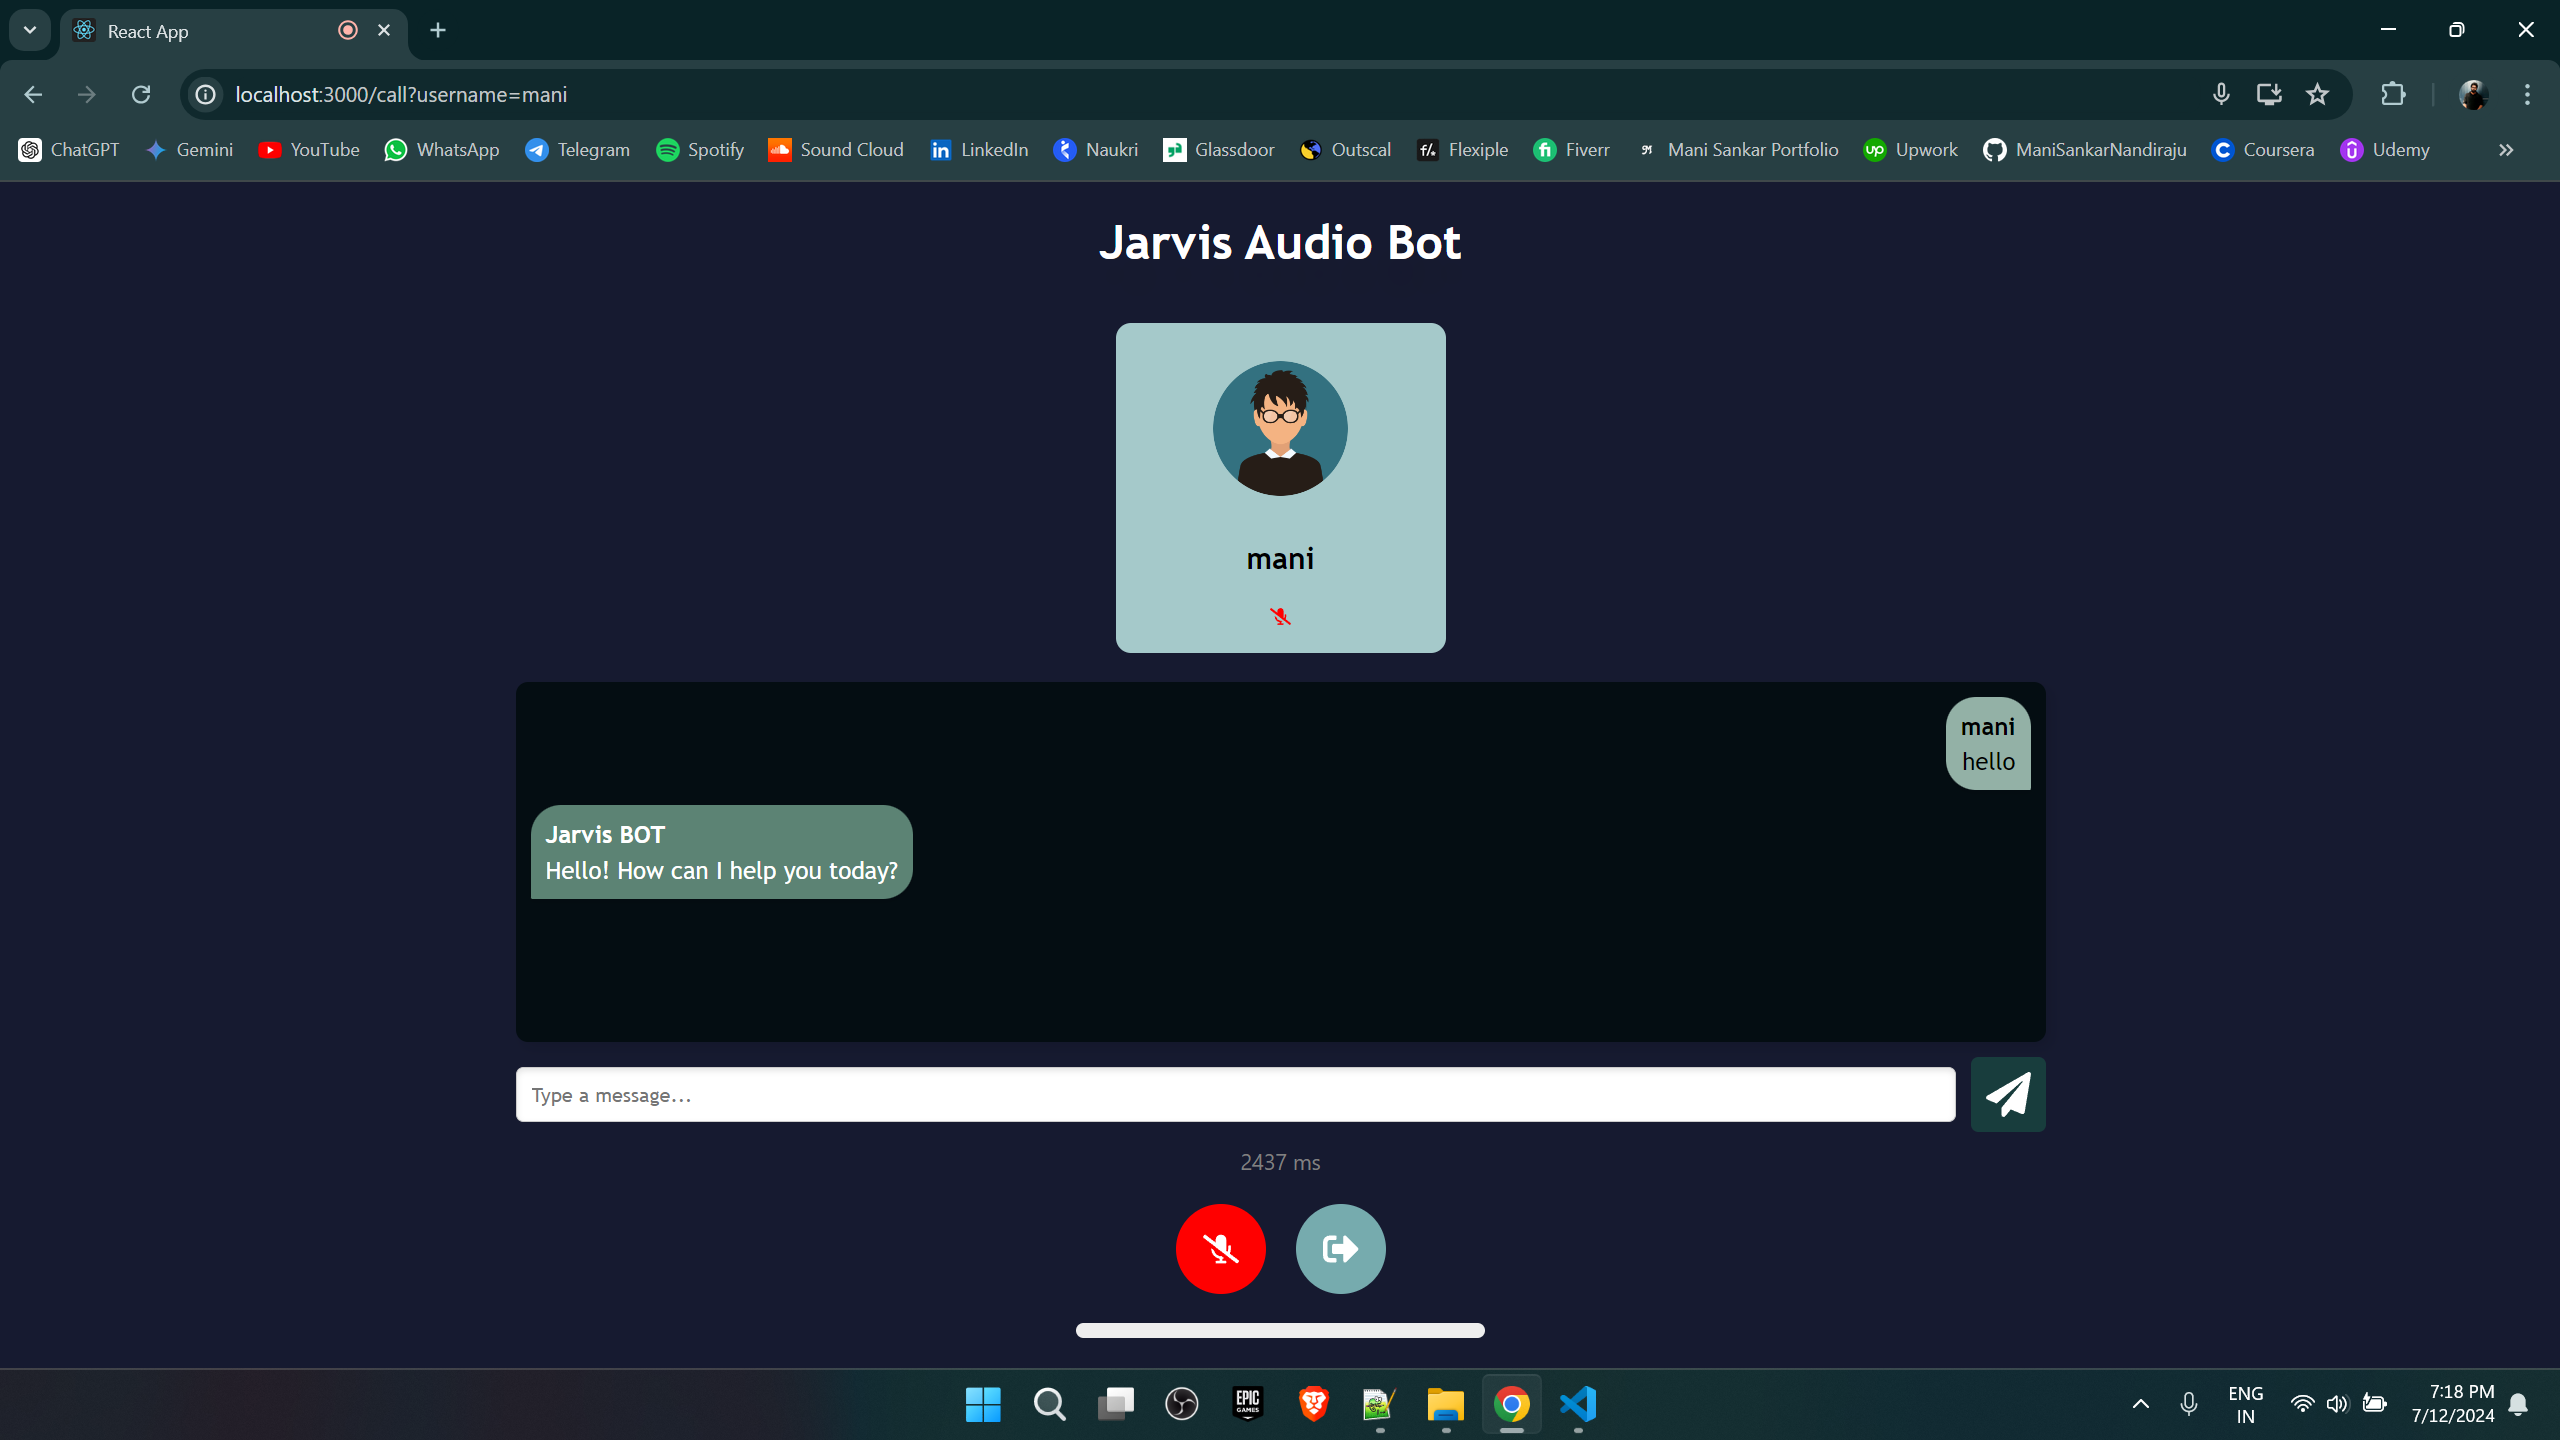 React App
localhost:3000/call?username=mani
ChatGPT Gemini YouTube WhatsApp Telegram Spotify Sound Cloud LinkedIn Naukri Glassdoor Outscal Flexiple Fiverr Mani Sankar Portfolio Upwork ManiSankarNandiraju Coursera Udemy
Jarvis Audio Bot
mani
mani
hello
Jarvis BOT
Hello! How can I help you today?
Type a message...
2437 ms
EPIC
GAMES
ENG
IN
7:18 PM
7/12/2024